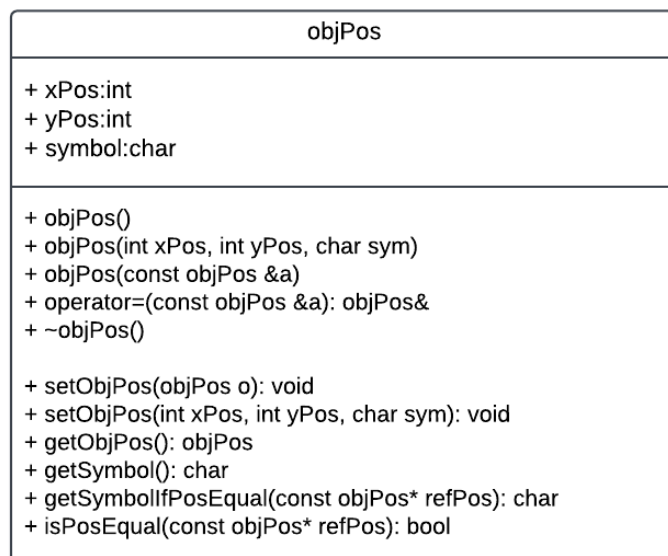 objPos
+ xPos:int
+ yPos:int
+ symbol:char
+ objPos()
+ objPos(int xPos, int yPos, char sym)
+ objPos(const objPos &a)
+ operator=(const objPos &a): objPos&
+ ~objPos()
+ setObjPos(objPos o): void
+ setObjPos(int xPos, int yPos, char sym): void
+ getObjPos(): objPos
+ getSymbol(): char
+ getSymbolIfPosEqual(const objPos* refPos): char
+ isPosEqual(const objPos* refPos): bool